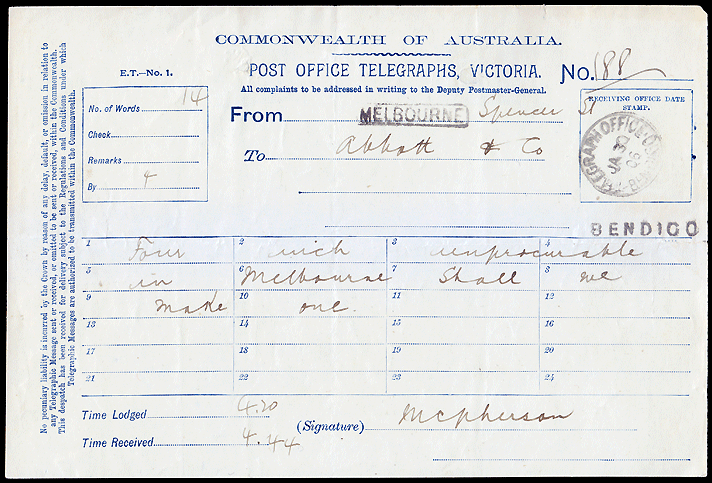 COMMONWEALTH OF AUSTRALIA.
E.T.—No. 1.
POST OFFICE TELEGRAPHS, VICTORIA. No. 188
All complaints to be addressed in writing to the Deputy Postmaster-General.
No. of Words 14
Check
Remarks
By 4
From MELBOURNE Spencer St
To Abbott & Co
RECEIVING OFFICE DATE
STAMP.
TELEGRAPH OFFICE
JA 3
06
BENDIGO
1 Four 2 inch 3 unprocurable 4
5 in 6 Melbourne 7 Shall 8 we
9 make 10 one. 11 12
13 14 15 16
17 18 19 20
21 22 23 24
Time Lodged 4.20
Time Received 4.44
(Signature) McPherson
No pecuniary liability is incurred by the Crown by reason of any delay, default, or omission in relation to
any Telegraphic Message sent or received, or omitted to be sent or received, within the Commonwealth.
This despatch has been received for delivery subject to the Regulations and Conditions under which
Telegraphic Messages are authorised to be transmitted within the Commonwealth.